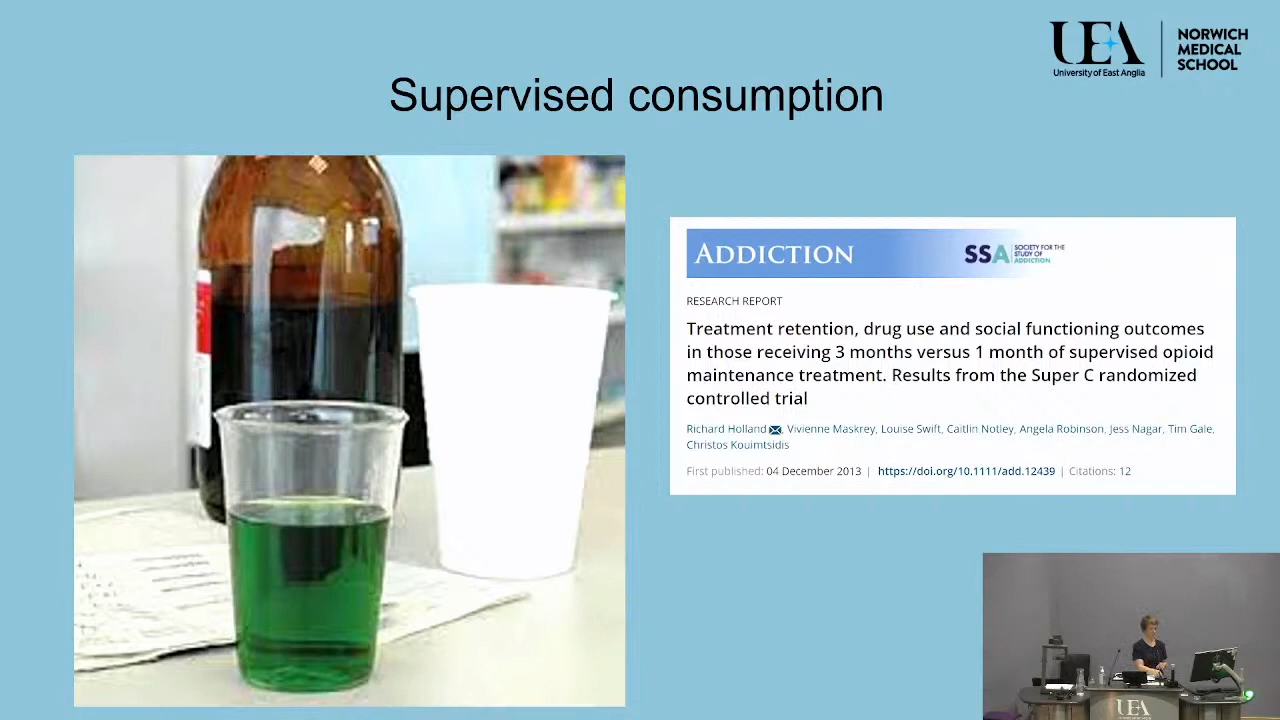 UEA
University of East Anglia
NORWICH
MEDICAL
SCHOOL
Supervised consumption
ADDICTION
SSA
SOCIETY FOR THE
STUDY OF
ADDICTION
RESEARCH REPORT
Treatment retention, drug use and social functioning outcomes
in those receiving 3 months versus 1 month of supervised opioid
maintenance treatment. Results from the Super C randomized
controlled trial
Richard Holland, Vivienne Maskrey, Louise Swift, Caitlin Notley, Angela Robinson, Jess Nagar, Tim Gale,
Christos Kouimtsidis
First published: 04 December 2013 | https://doi.org/10.1111/add.12439 | Citations: 12
UEA